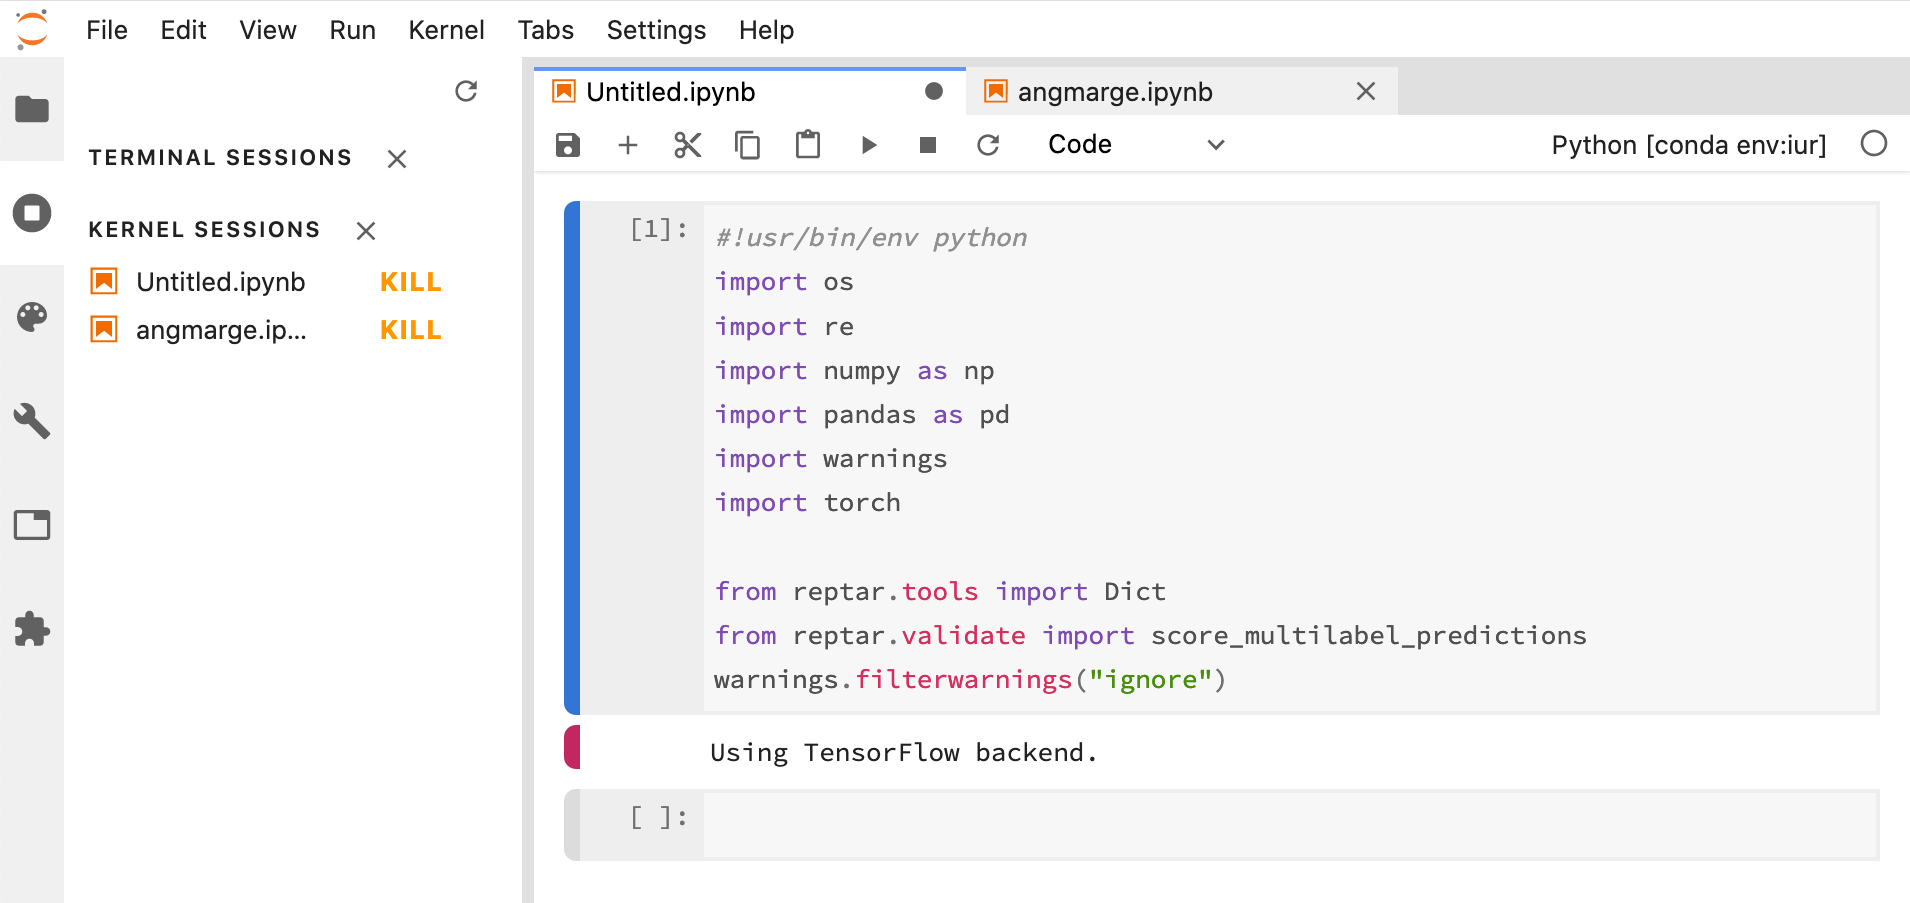 File Edit View Run Kernel Tabs Settings Help
TERMINAL SESSIONS
KERNEL SESSIONS
Untitled.ipynb KILL
angmarge.ip... KILL
Untitled.ipynb angmarge.ipynb
Code Python [conda env:iur]
[1]: #!usr/bin/env python
import os
import re
import numpy as np
import pandas as pd
import warnings
import torch
from reptar.tools import Dict
from reptar.validate import score_multilabel_predictions
warnings.filterwarnings("ignore")
Using TensorFlow backend.
[ ]: